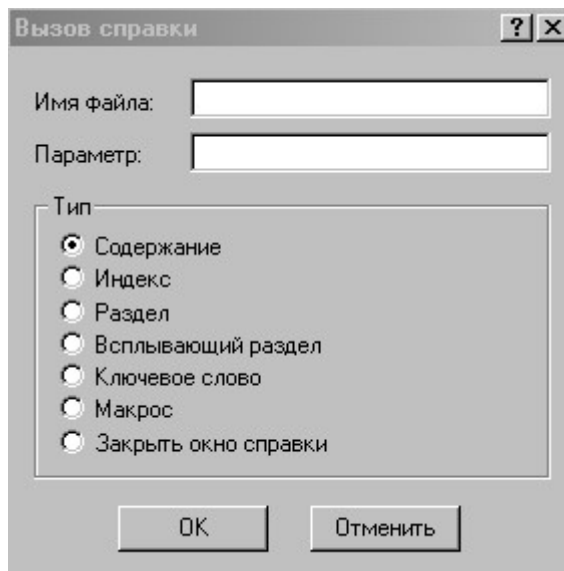 Вызов справки
Имя файла:
Параметр:
Тип
Содержание
Индекс
Раздел
Всплывающий раздел
Ключевое слово
Макрос
Закрыть окно справки
OK Отменить